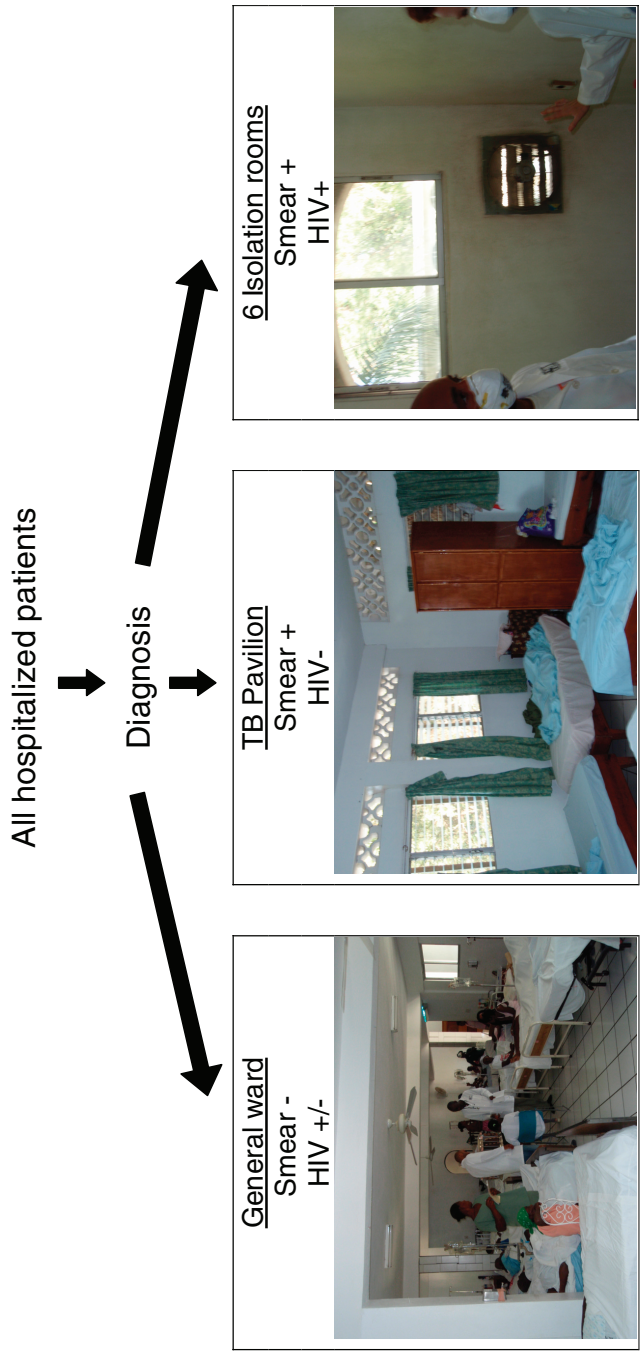 All hospitalized patients
Diagnosis
General ward
Smear -
HIV +/-
TB Pavilion
Smear +
HIV-
6 Isolation rooms
Smear +
HIV+